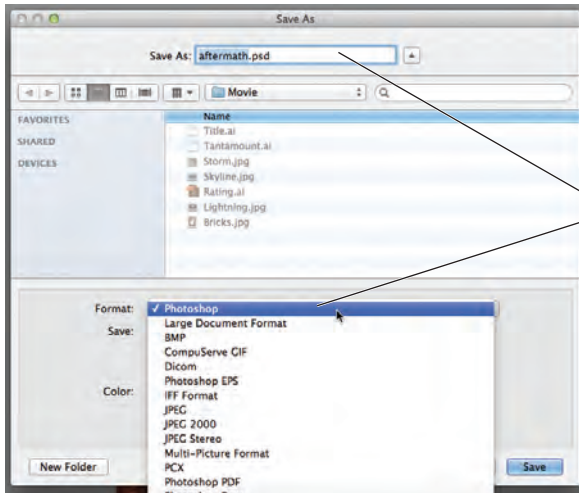 Save As
Save As: aftermath.psd
Movie
FAVORITES
SHARED
DEVICES
Name
Title.ai
Tantamount.ai
Storm.jpg
Skyline.jpg
Rating.ai
Lightning.jpg
Bricks.jpg
Format: ✓ Photoshop
Large Document Format
Save:
BMP
CompuServe GIF
Dicom
Photoshop EPS
Color:
IFF Format
JPEG
JPEG 2000
JPEG Stereo
Multi-Picture Format
New Folder
PCX
Save
Photoshop PDF